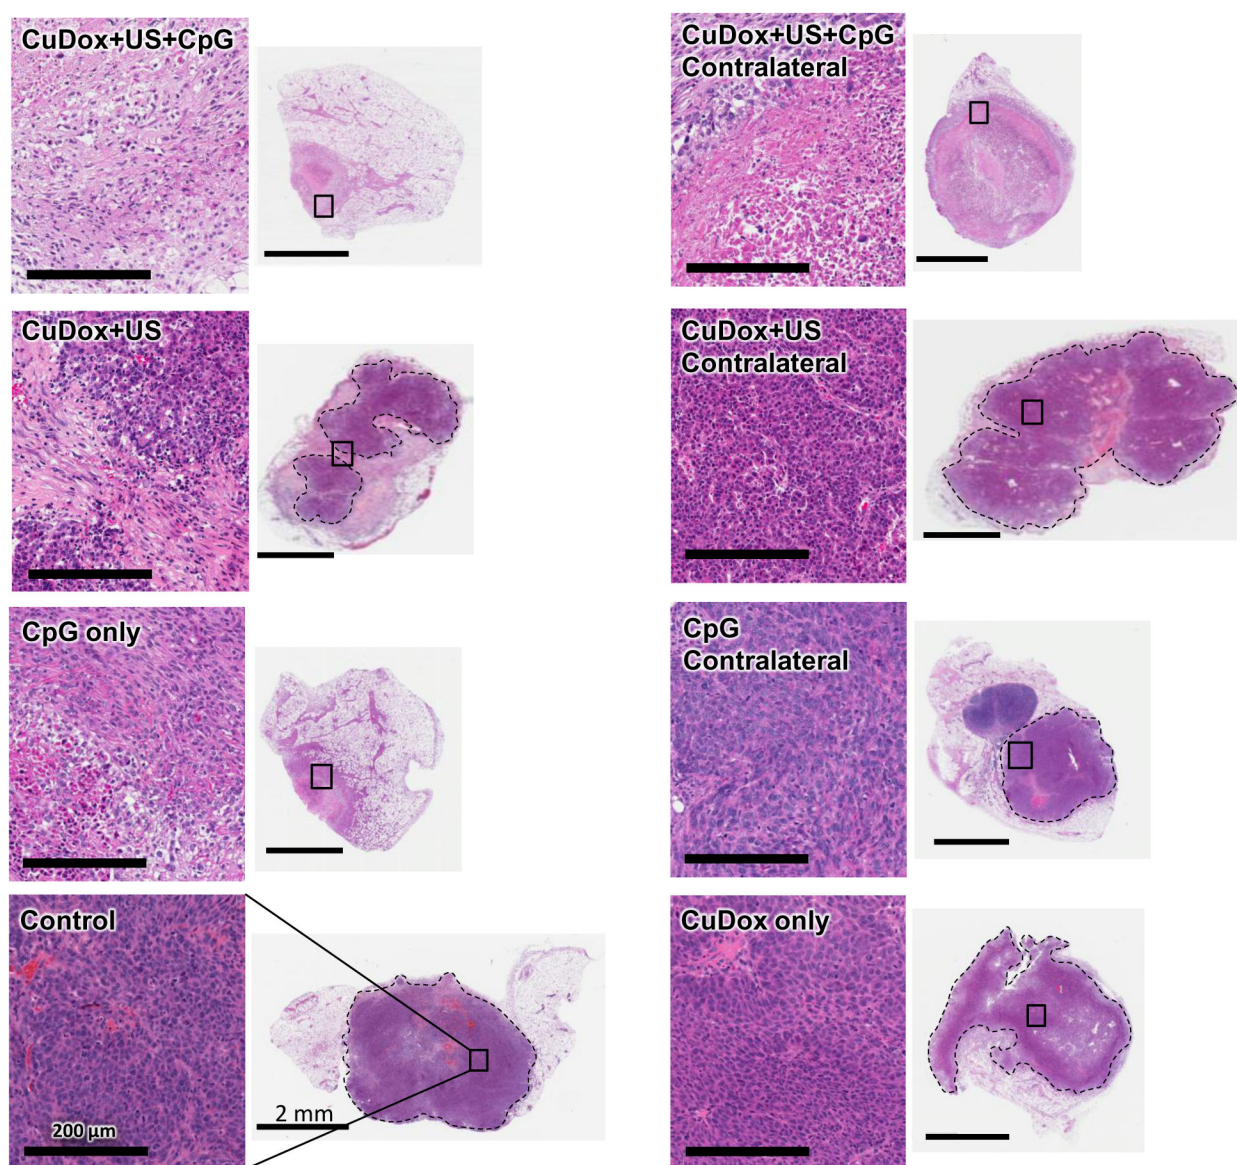 CuDox+US+CpG
CuDox+US+CpG
Contralateral
CuDox+US
CuDox+US
Contralateral
CpG only
CpG
Contralateral
Control
2 mm
200 µm
CuDox only